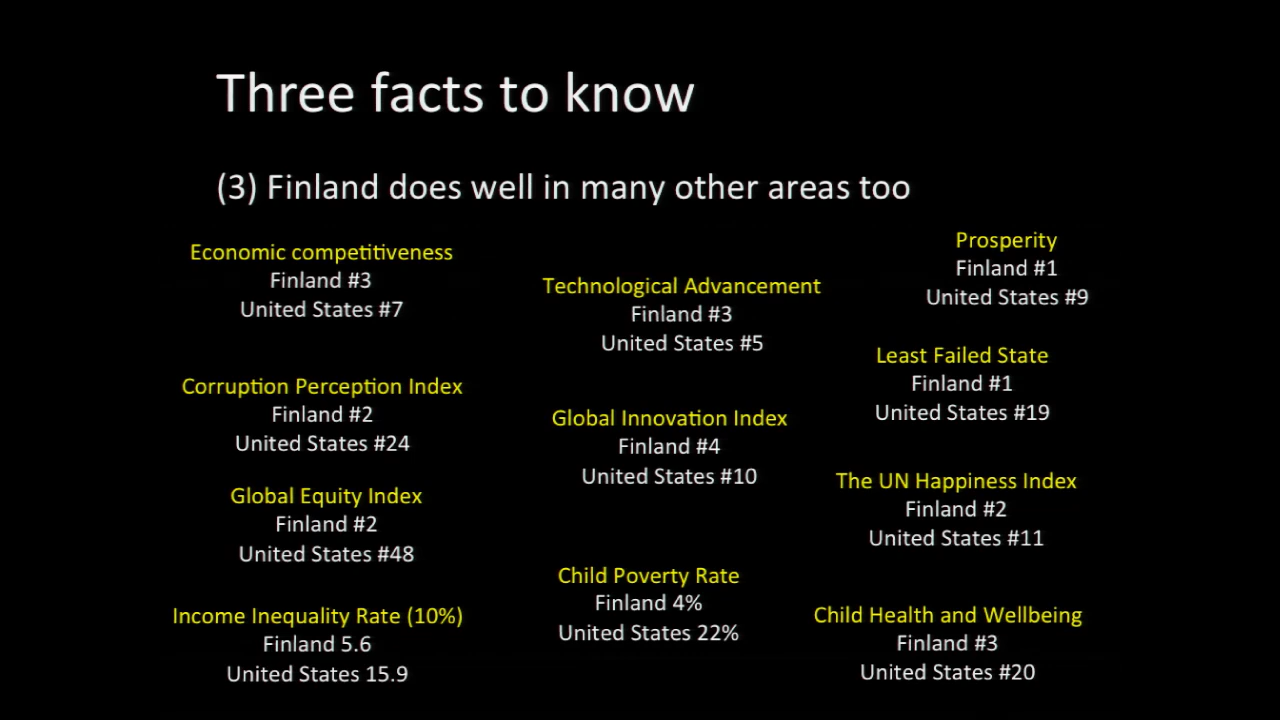 Three facts to know
(3) Finland does well in many other areas too
Economic competitiveness
Finland #3
United States #7
Corruption Perception Index
Finland #2
United States #24
Global Equity Index
Finland #2
United States #48
Income Inequality Rate (10%)
Finland 5.6
United States 15.9
Technological Advancement
Finland #3
United States #5
Global Innovation Index
Finland #4
United States #10
Child Poverty Rate
Finland 4%
United States 22%
Prosperity
Finland #1
United States #9
Least Failed State
Finland #1
United States #19
The UN Happiness Index
Finland #2
United States #11
Child Health and Wellbeing
Finland #3
United States #20